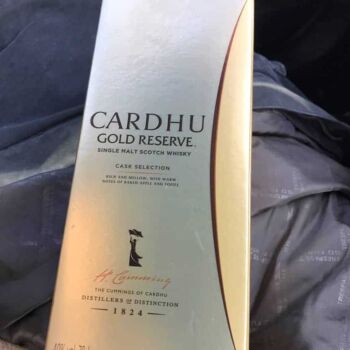 CARDHU
GOLD RESERVE
SINGLE MALT SCOTCH WHISKY
CASK SELECTION
RICH AND MELLOW, WITH WARM
NOTES OF BAKED APPLE AND TOFFEE
H. Cumming
THE CUMMINGS OF CARDHU
DISTILLERS OF DISTINCTION
1824